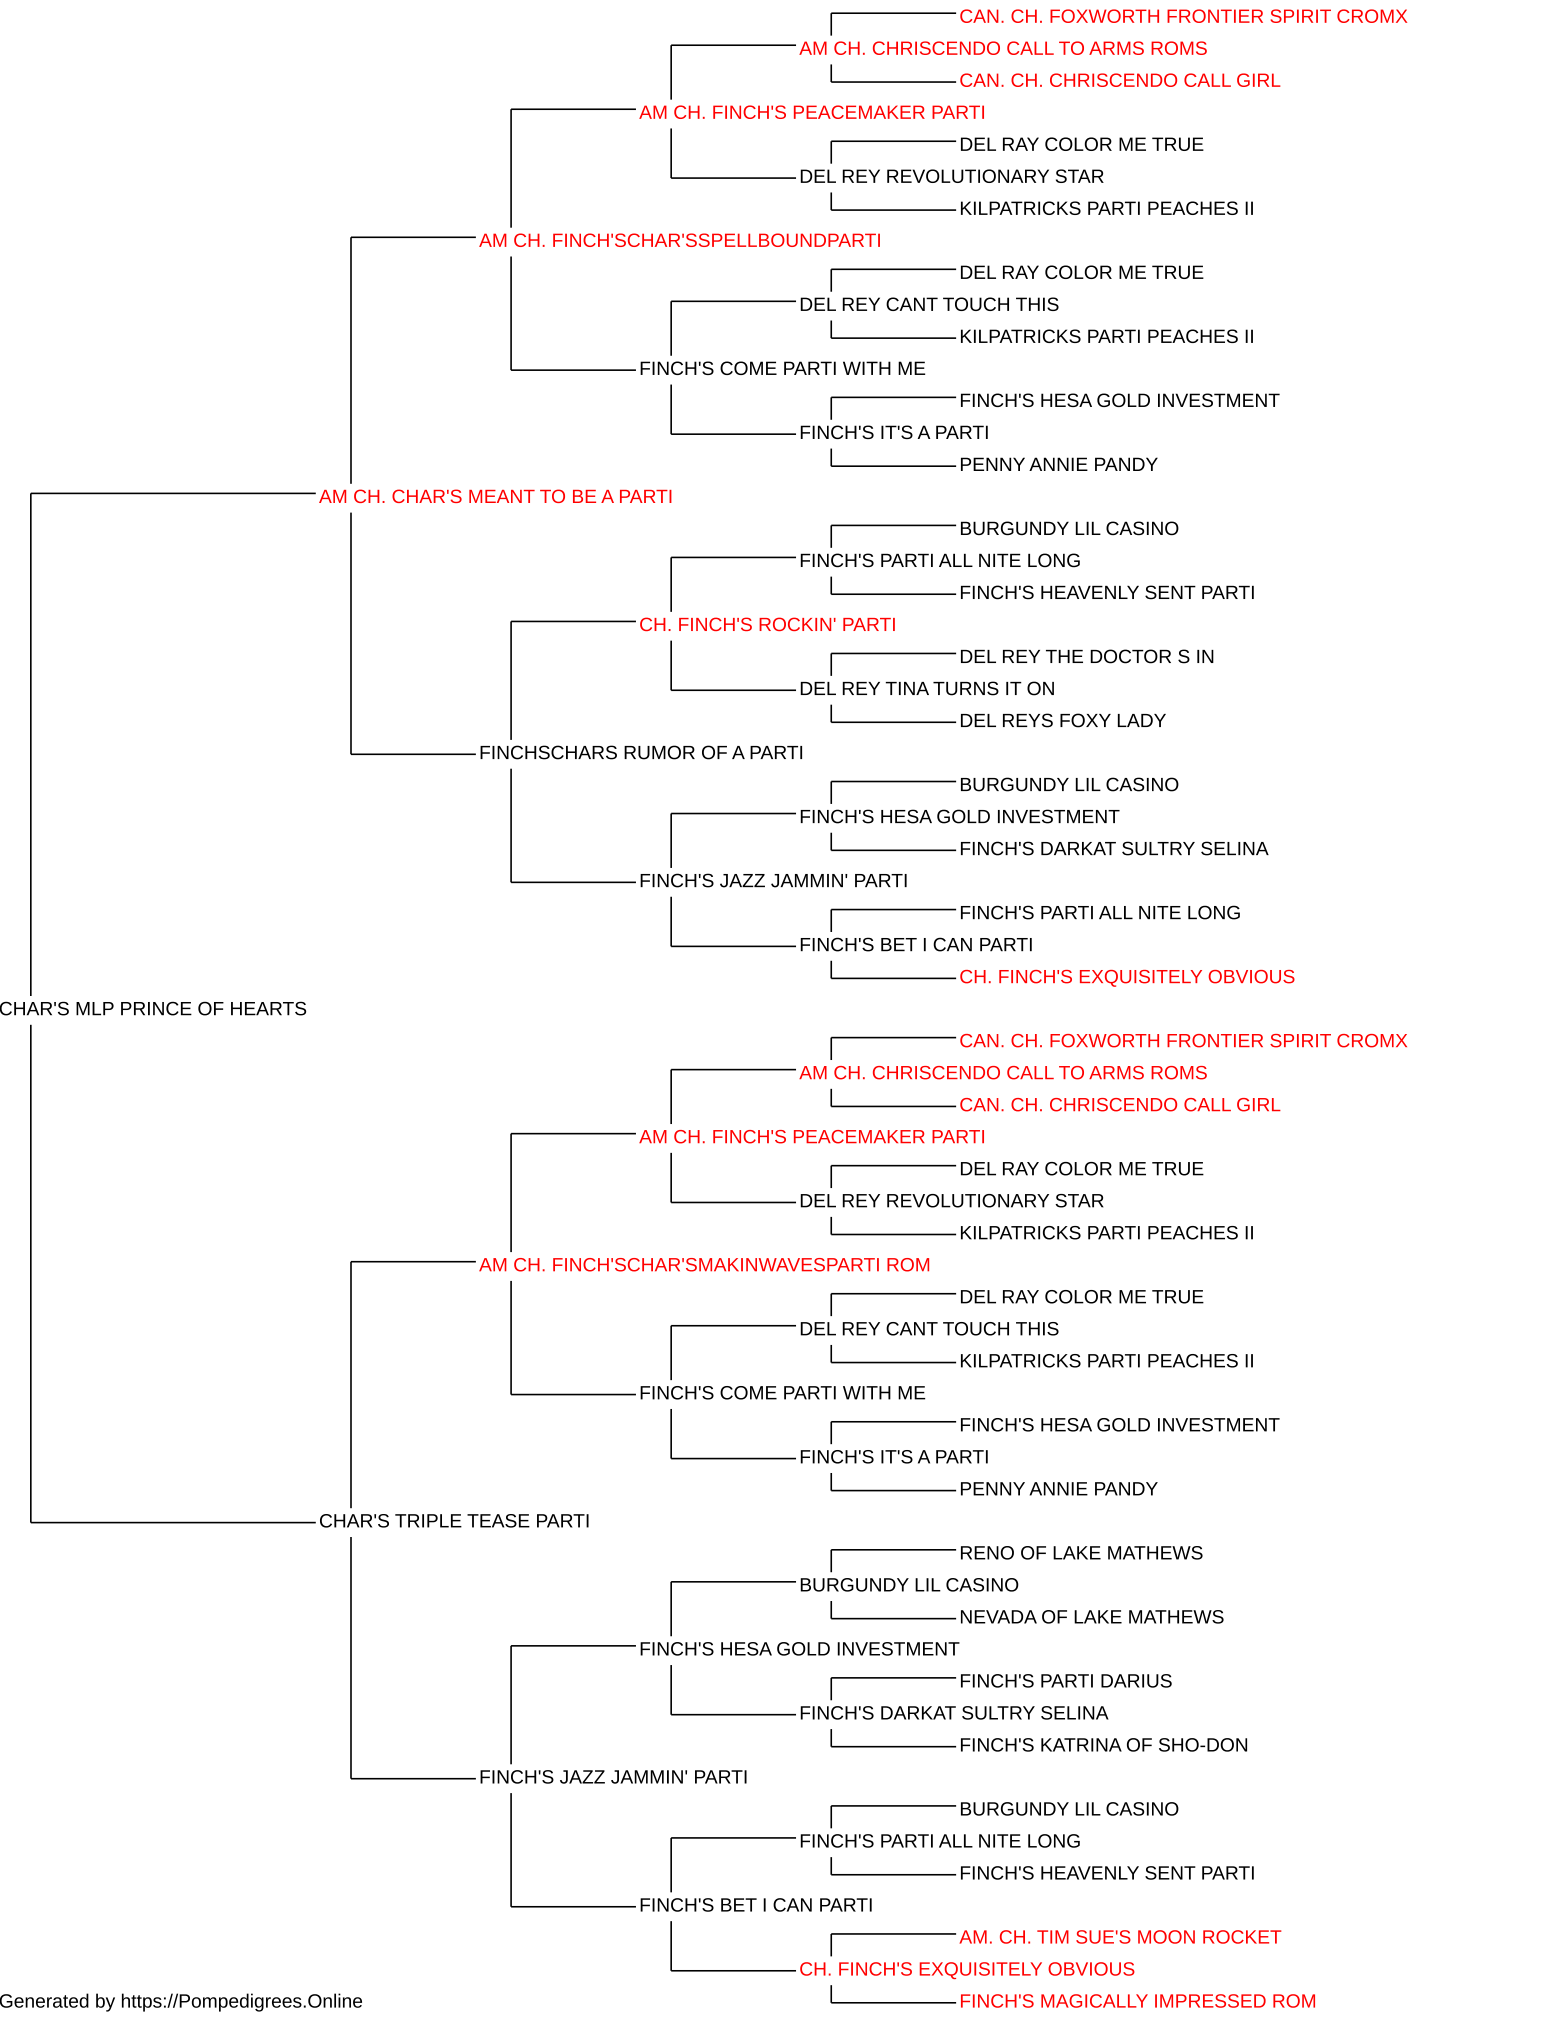 CAN. CH. FOXWORTH FRONTIER SPIRIT CROMX
AM CH. CHRISCENDO CALL TO ARMS ROMS
CAN. CH. CHRISCENDO CALL GIRL
AM CH. FINCH'S PEACEMAKER PARTI
DEL RAY COLOR ME TRUE
DEL REY REVOLUTIONARY STAR
KILPATRICKS PARTI PEACHES II
AM CH. FINCH'SCHAR'SSPELLBOUNDPARTI
DEL RAY COLOR ME TRUE
DEL REY CANT TOUCH THIS
KILPATRICKS PARTI PEACHES II
FINCH'S COME PARTI WITH ME
FINCH'S HESA GOLD INVESTMENT
FINCH'S IT'S A PARTI
PENNY ANNIE PANDY
AM CH. CHAR'S MEANT TO BE A PARTI
BURGUNDY LIL CASINO
FINCH'S PARTI ALL NITE LONG
FINCH'S HEAVENLY SENT PARTI
CH. FINCH'S ROCKIN' PARTI
DEL REY THE DOCTOR S IN
DEL REY TINA TURNS IT ON
DEL REYS FOXY LADY
FINCHSCHARS RUMOR OF A PARTI
BURGUNDY LIL CASINO
FINCH'S HESA GOLD INVESTMENT
FINCH'S DARKAT SULTRY SELINA
FINCH'S JAZZ JAMMIN' PARTI
FINCH'S PARTI ALL NITE LONG
FINCH'S BET I CAN PARTI
CH. FINCH'S EXQUISITELY OBVIOUS
CHAR'S MLP PRINCE OF HEARTS
CAN. CH. FOXWORTH FRONTIER SPIRIT CROMX
AM CH. CHRISCENDO CALL TO ARMS ROMS
CAN. CH. CHRISCENDO CALL GIRL
AM CH. FINCH'S PEACEMAKER PARTI
DEL RAY COLOR ME TRUE
DEL REY REVOLUTIONARY STAR
KILPATRICKS PARTI PEACHES II
AM CH. FINCH'SCHAR'SMAKINWAVESPARTI ROM
DEL RAY COLOR ME TRUE
DEL REY CANT TOUCH THIS
KILPATRICKS PARTI PEACHES II
FINCH'S COME PARTI WITH ME
FINCH'S HESA GOLD INVESTMENT
FINCH'S IT'S A PARTI
PENNY ANNIE PANDY
CHAR'S TRIPLE TEASE PARTI
RENO OF LAKE MATHEWS
BURGUNDY LIL CASINO
NEVADA OF LAKE MATHEWS
FINCH'S HESA GOLD INVESTMENT
FINCH'S PARTI DARIUS
FINCH'S DARKAT SULTRY SELINA
FINCH'S KATRINA OF SHO-DON
FINCH'S JAZZ JAMMIN' PARTI
BURGUNDY LIL CASINO
FINCH'S PARTI ALL NITE LONG
FINCH'S HEAVENLY SENT PARTI
FINCH'S BET I CAN PARTI
AM. CH. TIM SUE'S MOON ROCKET
CH. FINCH'S EXQUISITELY OBVIOUS
FINCH'S MAGICALLY IMPRESSED ROM
Generated by https://Pompedigrees.Online